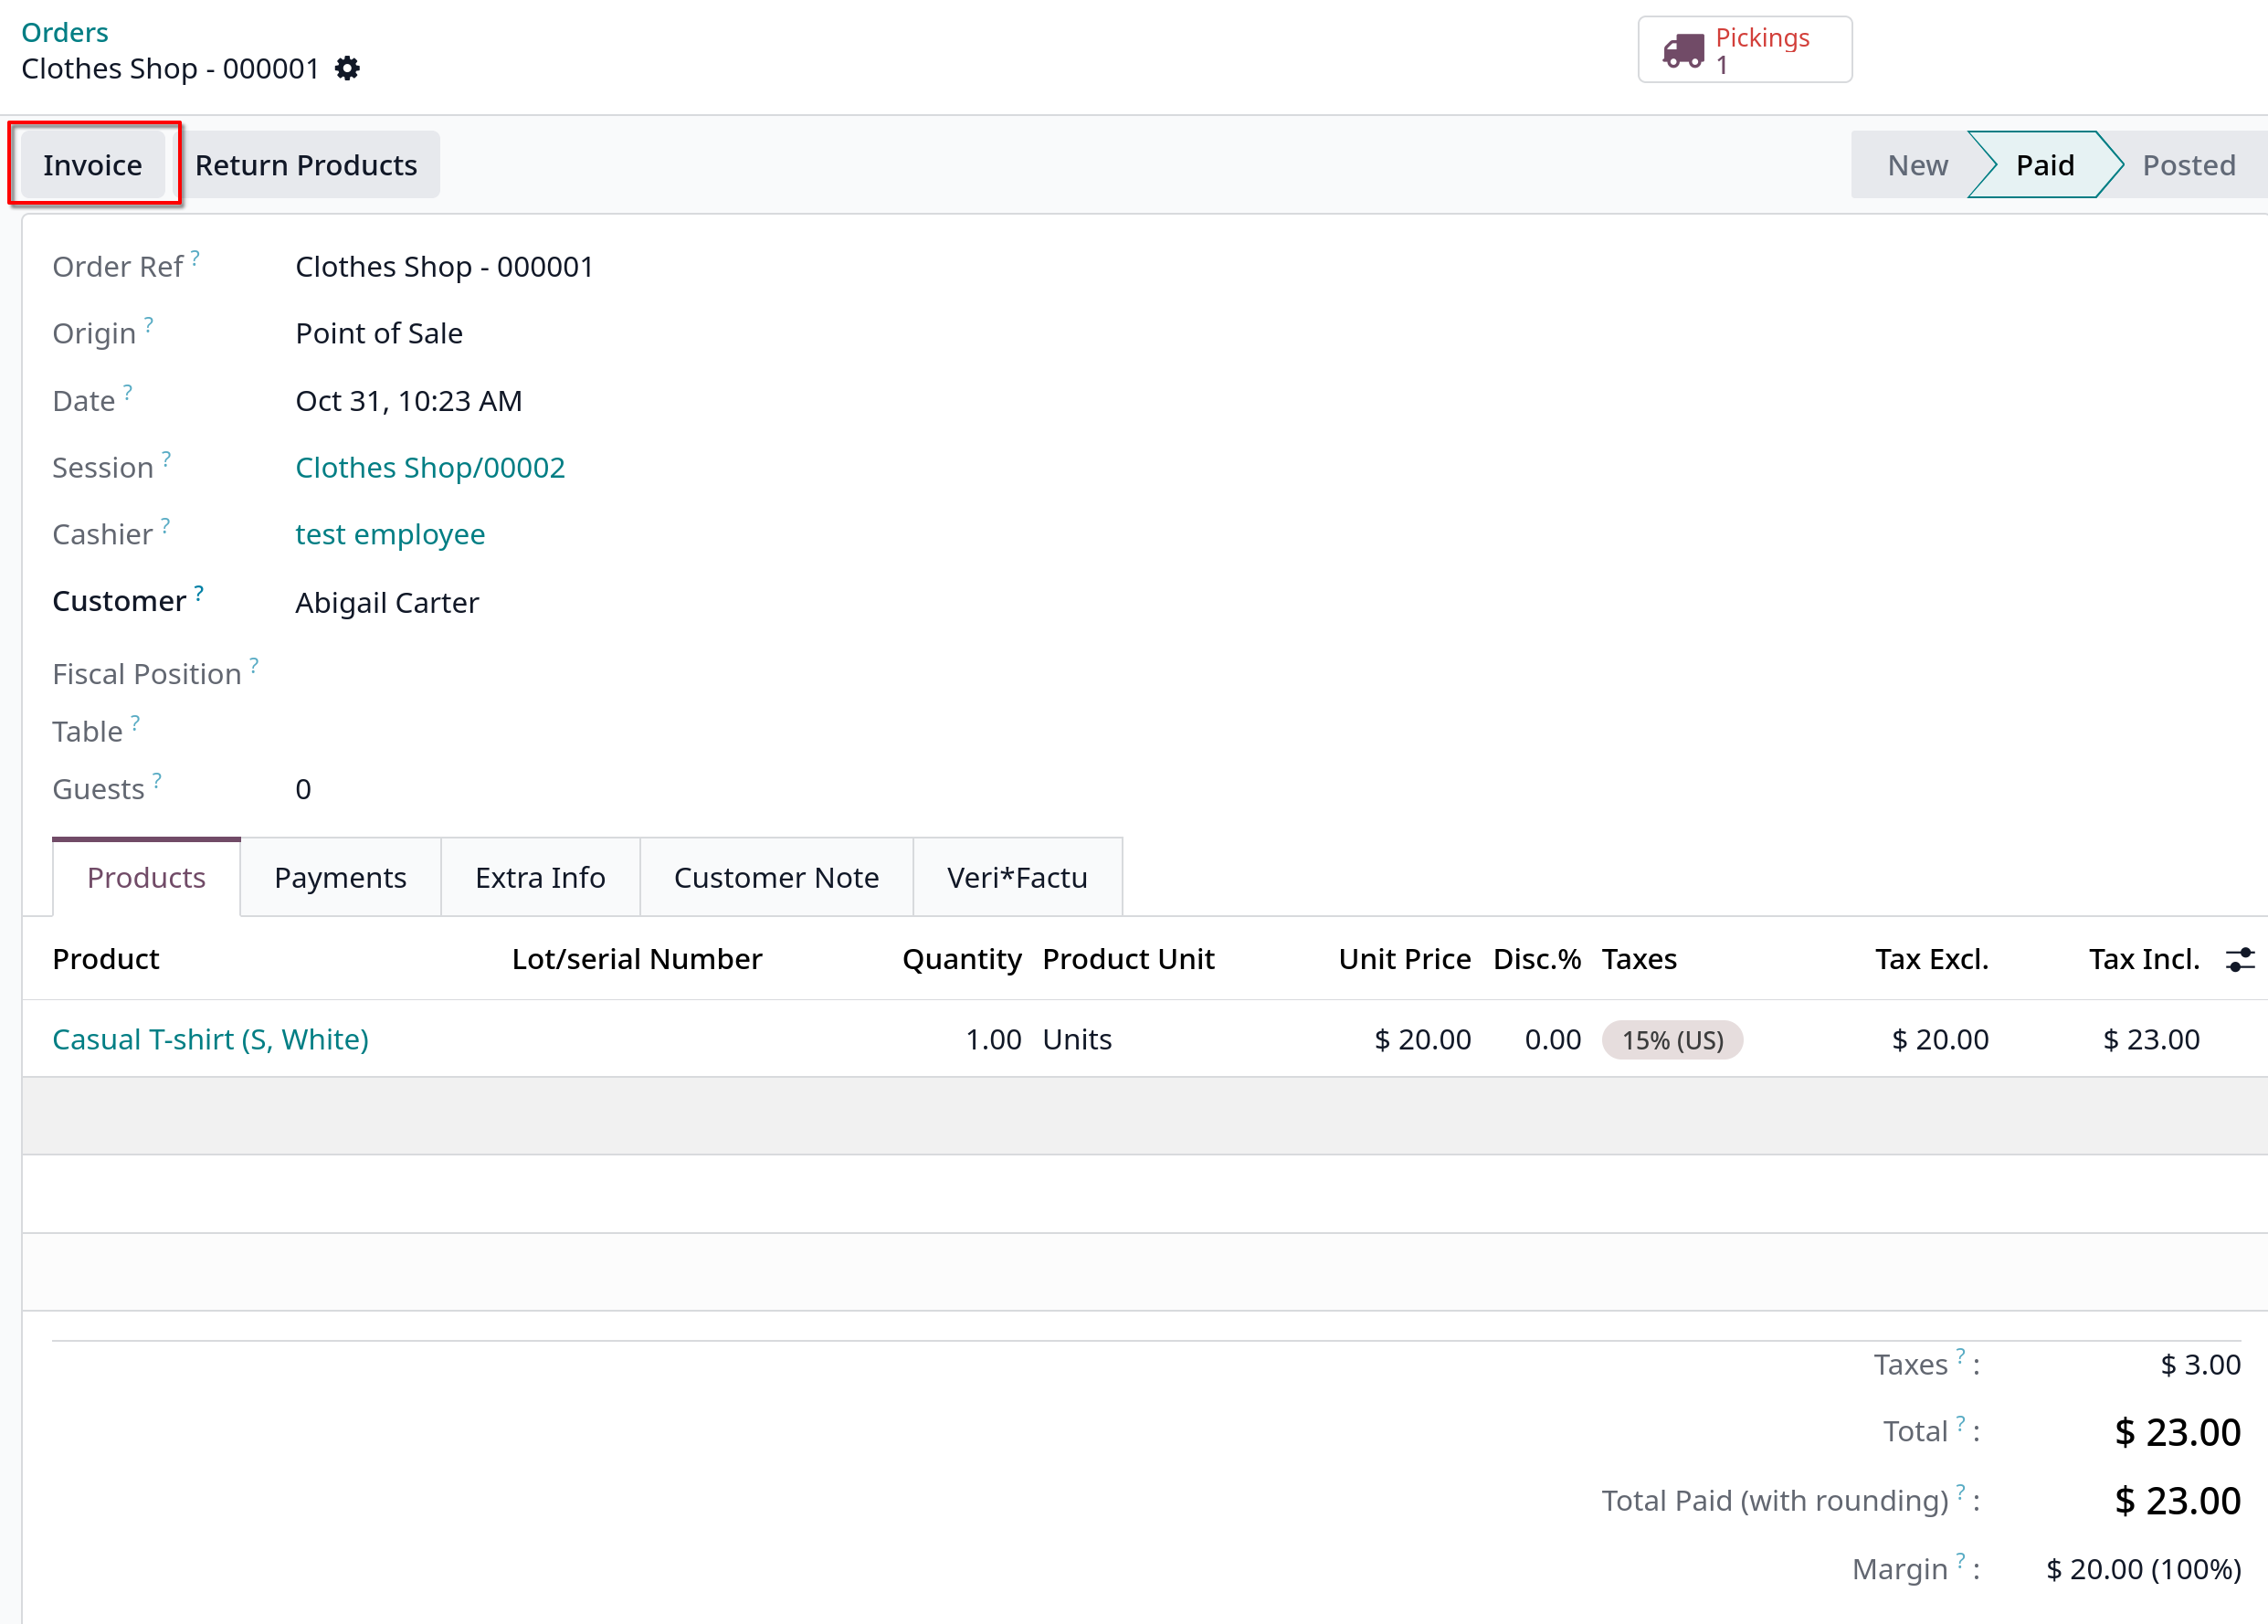 Orders
Clothes Shop - 000001
Pickings
1
Invoice
Return Products
New
Paid
Posted
Order Ref ? Clothes Shop - 000001
Origin ? Point of Sale
Date ? Oct 31, 10:23 AM
Session ? Clothes Shop/00002
Cashier ? test employee
Customer ? Abigail Carter
Fiscal Position ?
Table ?
Guests ? 0
Products Payments Extra Info Customer Note Veri*Factu
Product Lot/serial Number Quantity Product Unit Unit Price Disc.% Taxes Tax Excl. Tax Incl.
Casual T-shirt (S, White) 1.00 Units $ 20.00 0.00 15% (US) $ 20.00 $ 23.00
Taxes ? : $ 3.00
Total ? : $ 23.00
Total Paid (with rounding) ? : $ 23.00
Margin ? : $ 20.00 (100%)